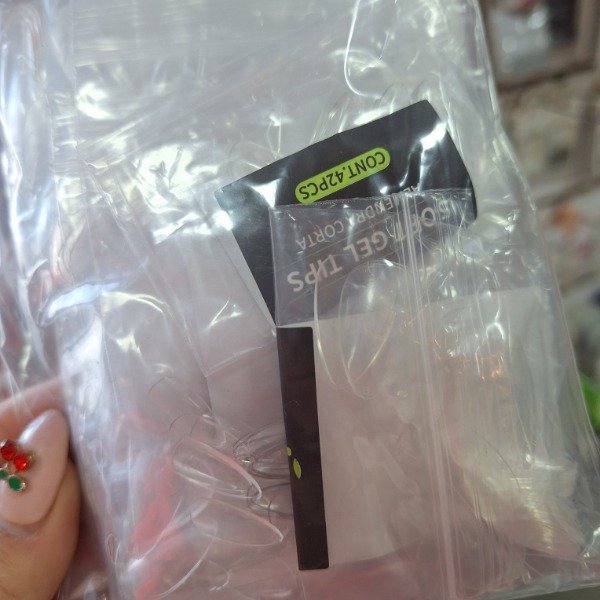 CONT.42PCS
SOFT GEL TIPS
ALMENDRA CORTA